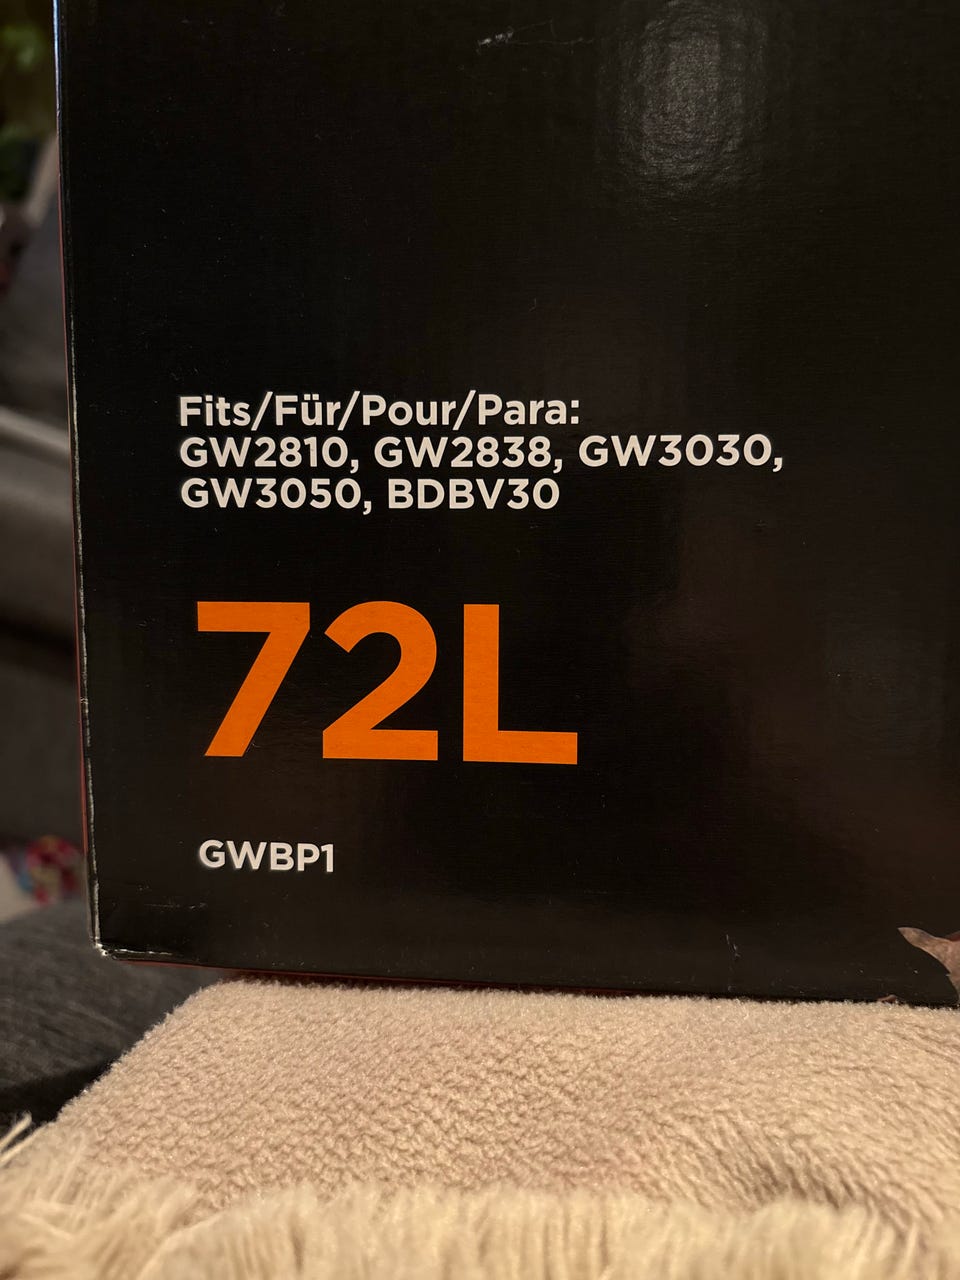 Fits/Für/Pour/Para:
GW2810, GW2838, GW3030,
GW3050, BDBV30
72L
GWBP1